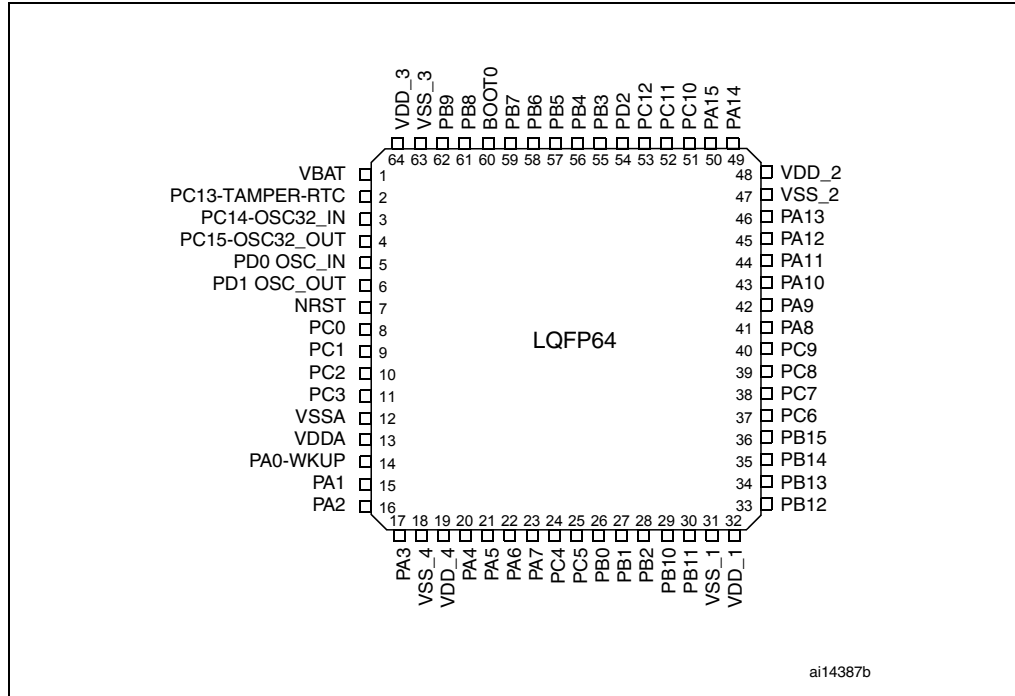 VDD_3
VSS_3
PB9
PB8
BOOT0
PB7
PB6
PB5
PB4
PB3
PD2
PC12
PC11
PC10
PA15
PA14
64 63 62 61 60 59 58 57 56 55 54 53 52 51 50 49
VBAT 1
PC13-TAMPER-RTC 2
PC14-OSC32_IN 3
PC15-OSC32_OUT 4
PD0 OSC_IN 5
PD1 OSC_OUT 6
NRST 7
PC0 8
PC1 9
PC2 10
PC3 11
VSSA 12
VDDA 13
PA0-WKUP 14
PA1 15
PA2 16
LQFP64
48 VDD_2
47 VSS_2
46 PA13
45 PA12
44 PA11
43 PA10
42 PA9
41 PA8
40 PC9
39 PC8
38 PC7
37 PC6
36 PB15
35 PB14
34 PB13
33 PB12
17 18 19 20 21 22 23 24 25 26 27 28 29 30 31 32
PA3
VSS_4
VDD_4
PA4
PA5
PA6
PA7
PC4
PC5
PB0
PB1
PB2
PB10
PB11
VSS_1
VDD_1
ai14387b